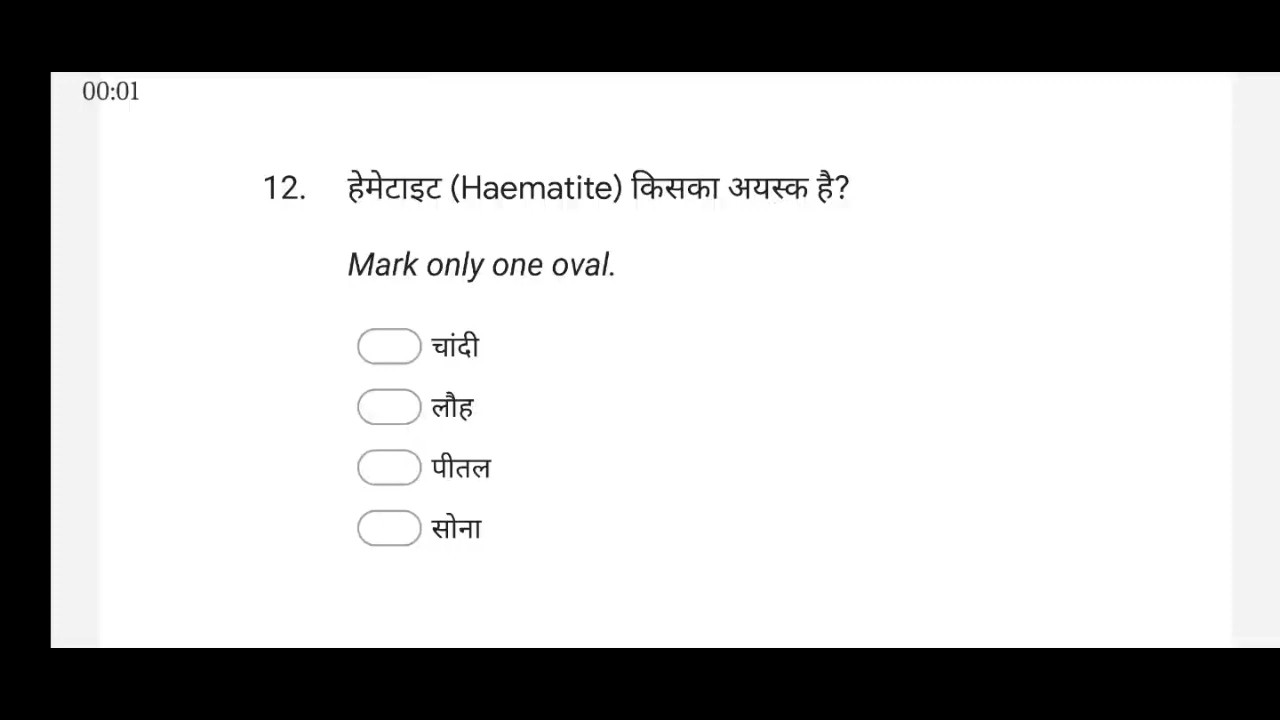 00:01
12. हेमेटाइट (Haematite) किसका अयस्क है?
Mark only one oval.
चांदी
लौह
पीतल
सोना